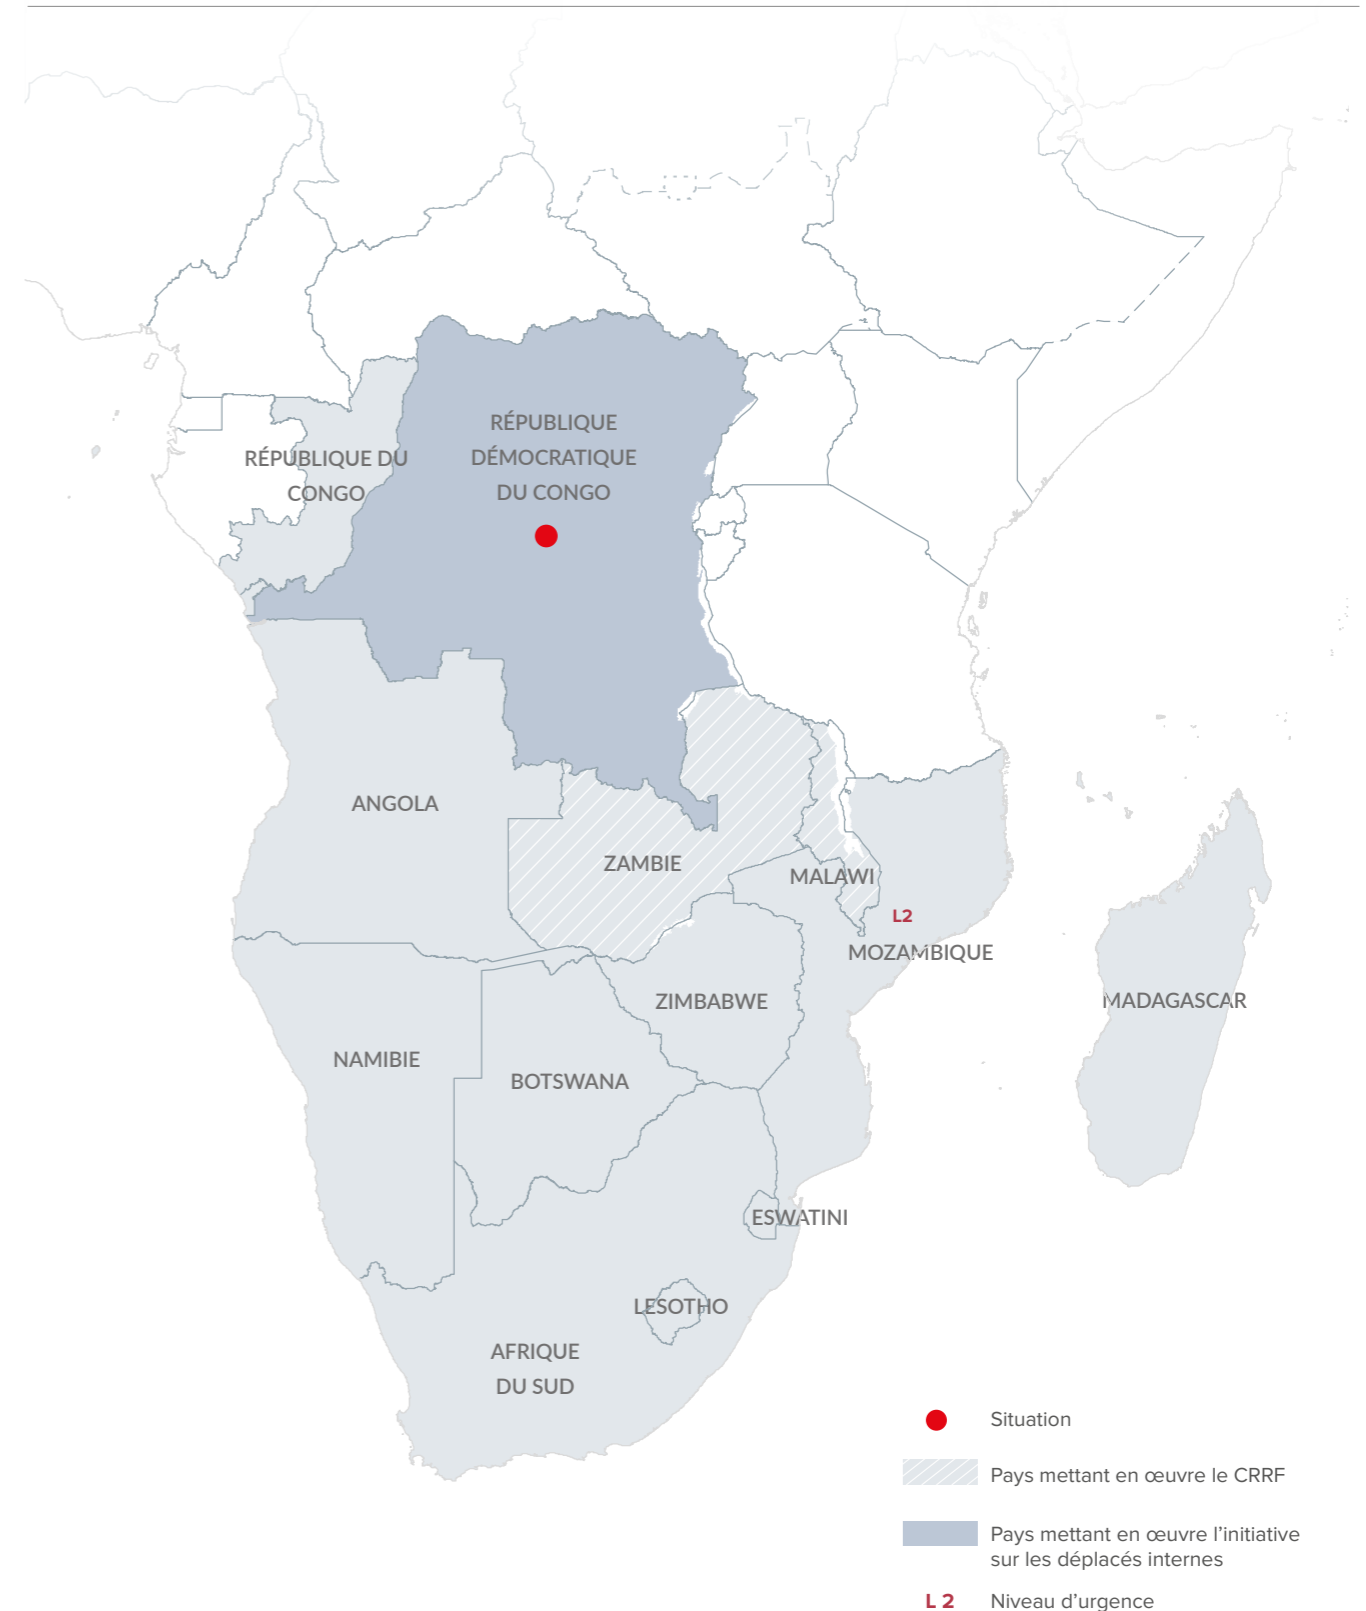 RÉPUBLIQUE
DÉMOCRATIQUE
DU CONGO
RÉPUBLIQUE DU
CONGO
ANGOLA
ZAMBIE
MALAWI
L2
MOZAMBIQUE
ZIMBABWE
MADAGASCAR
NAMIBIE
BOTSWANA
ESWATINI
LESOTHO
AFRIQUE
DU SUD
Situation
Pays mettant en œuvre le CRRF
Pays mettant en œuvre l’initiative
sur les déplacés internes
L 2 Niveau d’urgence